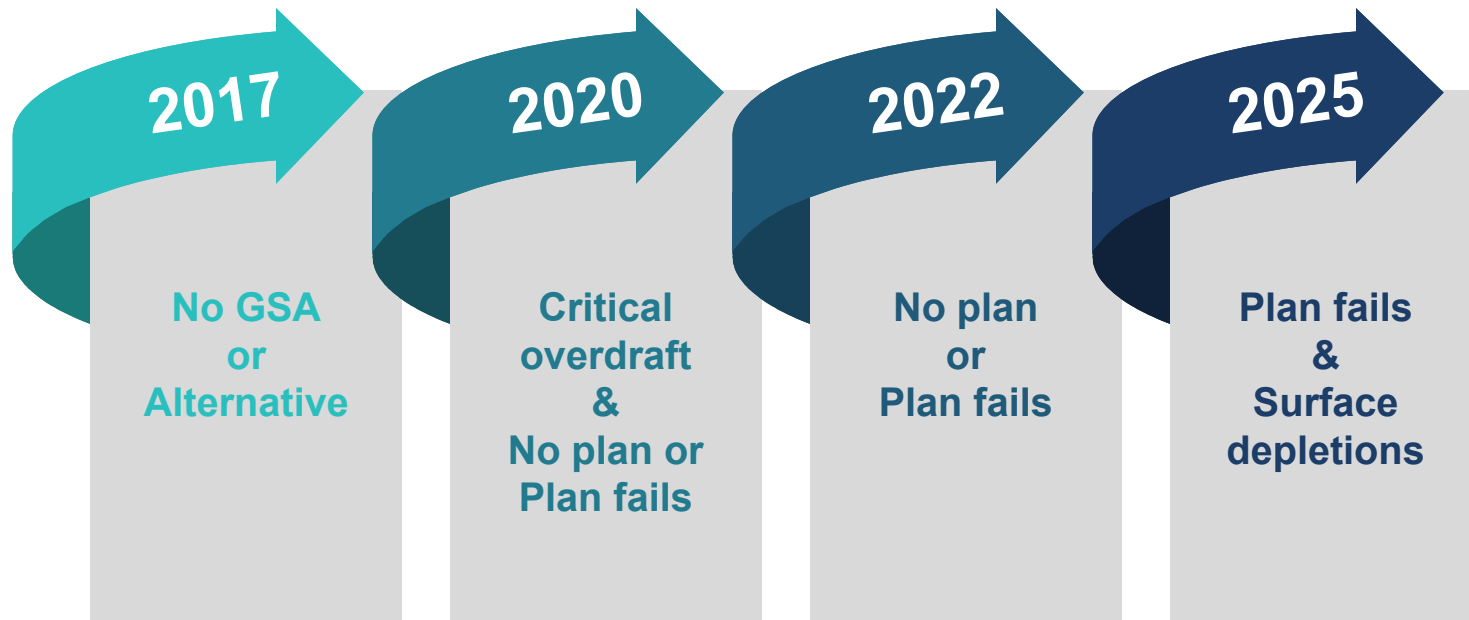 2017
No GSA
or
Alternative
2020
Critical
overdraft
&
No plan or
Plan fails
2022
No plan
or
Plan fails
2025
Plan fails
&
Surface
depletions